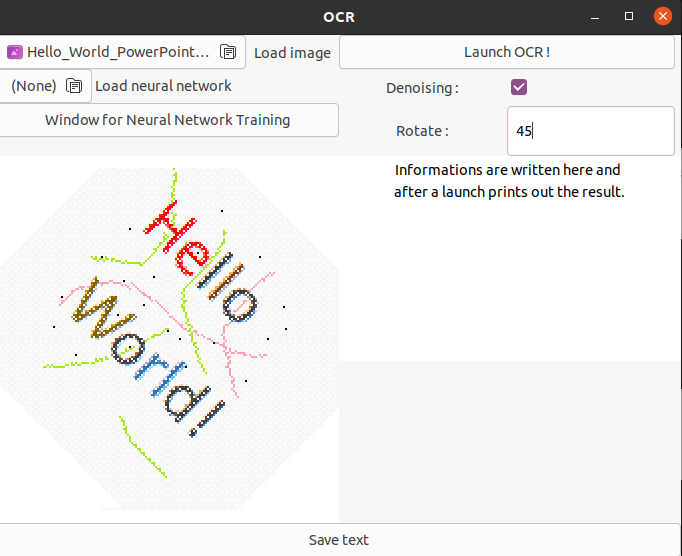 OCR
Hello_World_PowerPoint... Load image Launch OCR !
(None) Load neural network Denoising :
Window for Neural Network Training
Rotate : 45
Informations are written here and
after a launch prints out the result.
Hello
World!
Save text